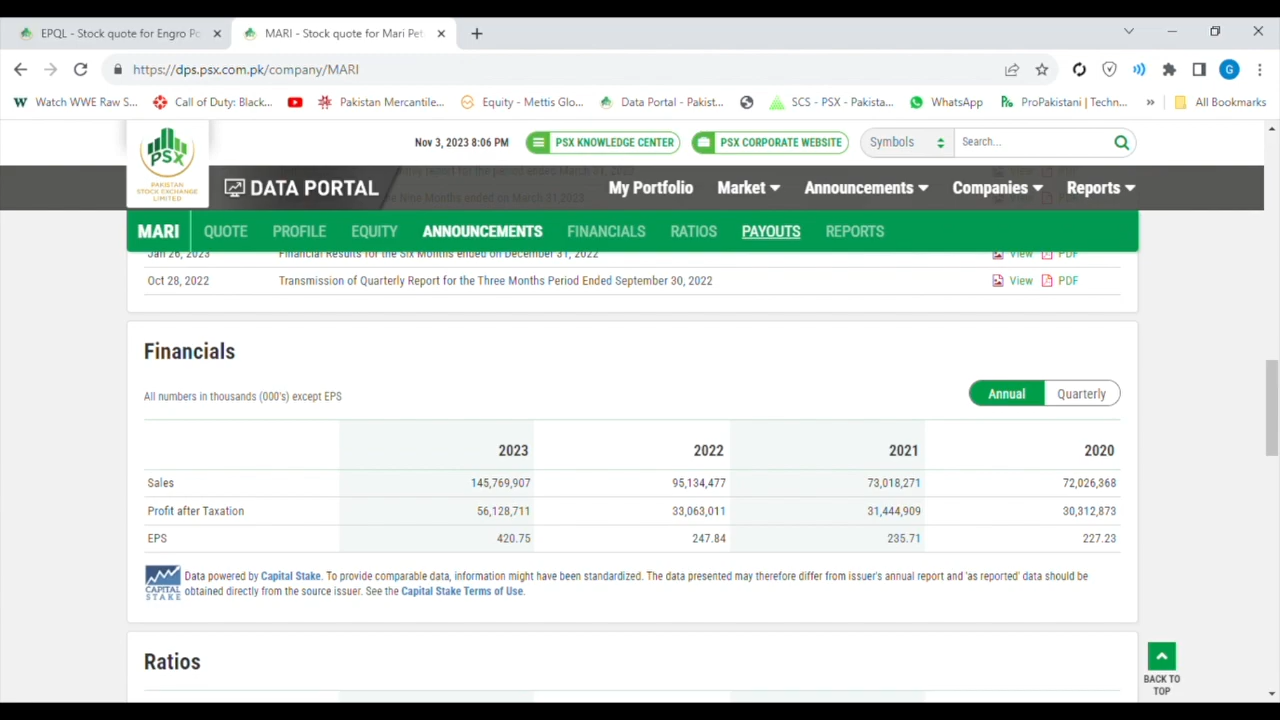 EPQL - Stock quote for Engro Po
MARI - Stock quote for Mari Pet
https://dps.psx.com.pk/company/MARI
G
W Watch WWE Raw S...
Call of Duty: Black...
Pakistan Mercantile...
Equity - Mettis Glo...
Data Portal - Pakist...
SCS - PSX - Pakista...
WhatsApp
ProPakistani | Techn...
»
All Bookmarks
PSX
PAKISTAN
STOCK EXCHANGE
LIMITED
Nov 3, 2023 8:06 PM
PSX KNOWLEDGE CENTER
PSX CORPORATE WEBSITE
Symbols
Search...
DATA PORTAL
My Portfolio
Market
Announcements
Companies
Reports
MARI QUOTE PROFILE EQUITY ANNOUNCEMENTS FINANCIALS RATIOS PAYOUTS REPORTS
Jan 26, 2023 Financial Results for the Six Months ended on December 31, 2022 View PDF
Oct 28, 2022 Transmission of Quarterly Report for the Three Months Period Ended September 30, 2022 View PDF
Financials
All numbers in thousands (000's) except EPS
Annual Quarterly
2023 2022 2021 2020
Sales 145,769,907 95,134,477 73,018,271 72,026,368
Profit after Taxation 56,128,711 33,063,011 31,444,909 30,312,873
EPS 420.75 247.84 235.71 227.23
CAPITAL
STAKE
Data powered by Capital Stake. To provide comparable data, information might have been standardized. The data presented may therefore differ from issuer's annual report and 'as reported' data should be
obtained directly from the source issuer. See the Capital Stake Terms of Use.
Ratios
BACK TO
TOP